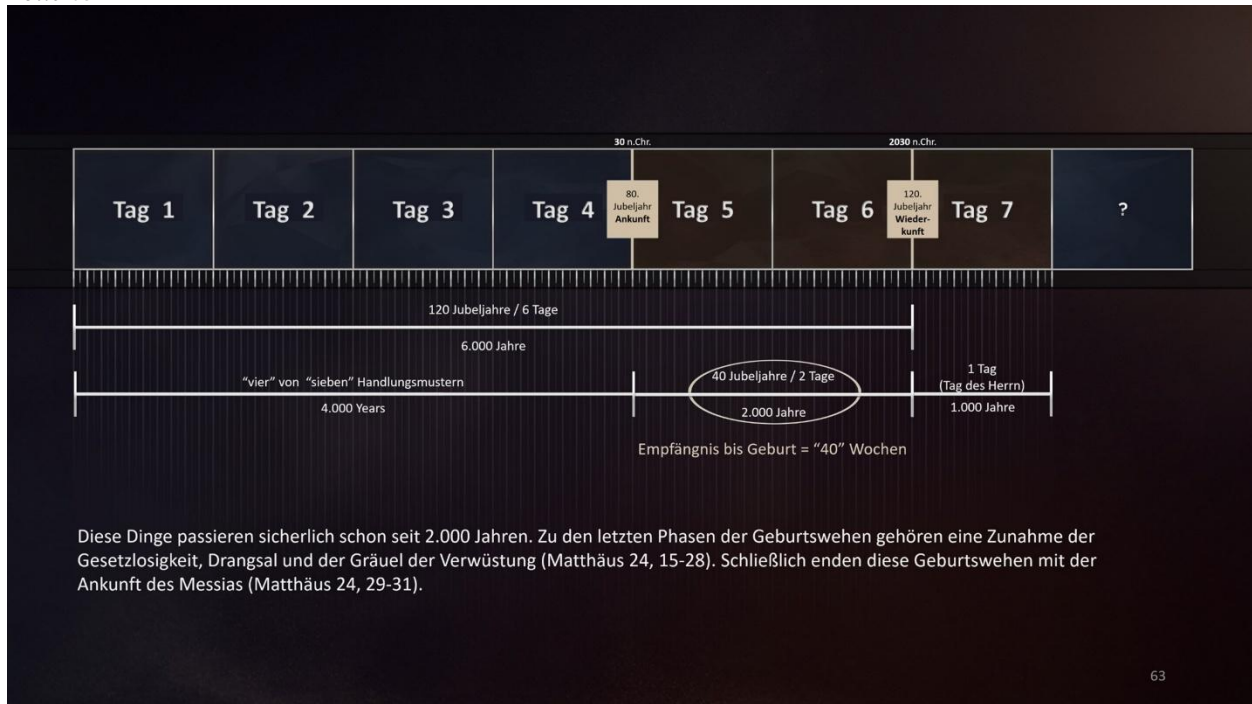 30 n.Chr.
2030 n.Chr.
Tag 1
Tag 2
Tag 3
Tag 4
80.
Jubeljahr
Ankunft
Tag 5
Tag 6
120.
Jubeljahr
Wieder-
kunft
Tag 7
?
120 Jubeljahre / 6 Tage
6.000 Jahre
"vier" von "sieben" Handlungsmustern
4.000 Years
40 Jubeljahre / 2 Tage
2.000 Jahre
1 Tag
(Tag des Herrn)
1.000 Jahre
Empfängnis bis Geburt = "40" Wochen
Diese Dinge passieren sicherlich schon seit 2.000 Jahren. Zu den letzten Phasen der Geburtswehen gehören eine Zunahme der
Gesetzlosigkeit, Drangsal und der Gräuel der Verwüstung (Matthäus 24, 15-28). Schließlich enden diese Geburtswehen mit der
Ankunft des Messias (Matthäus 24, 29-31).
63